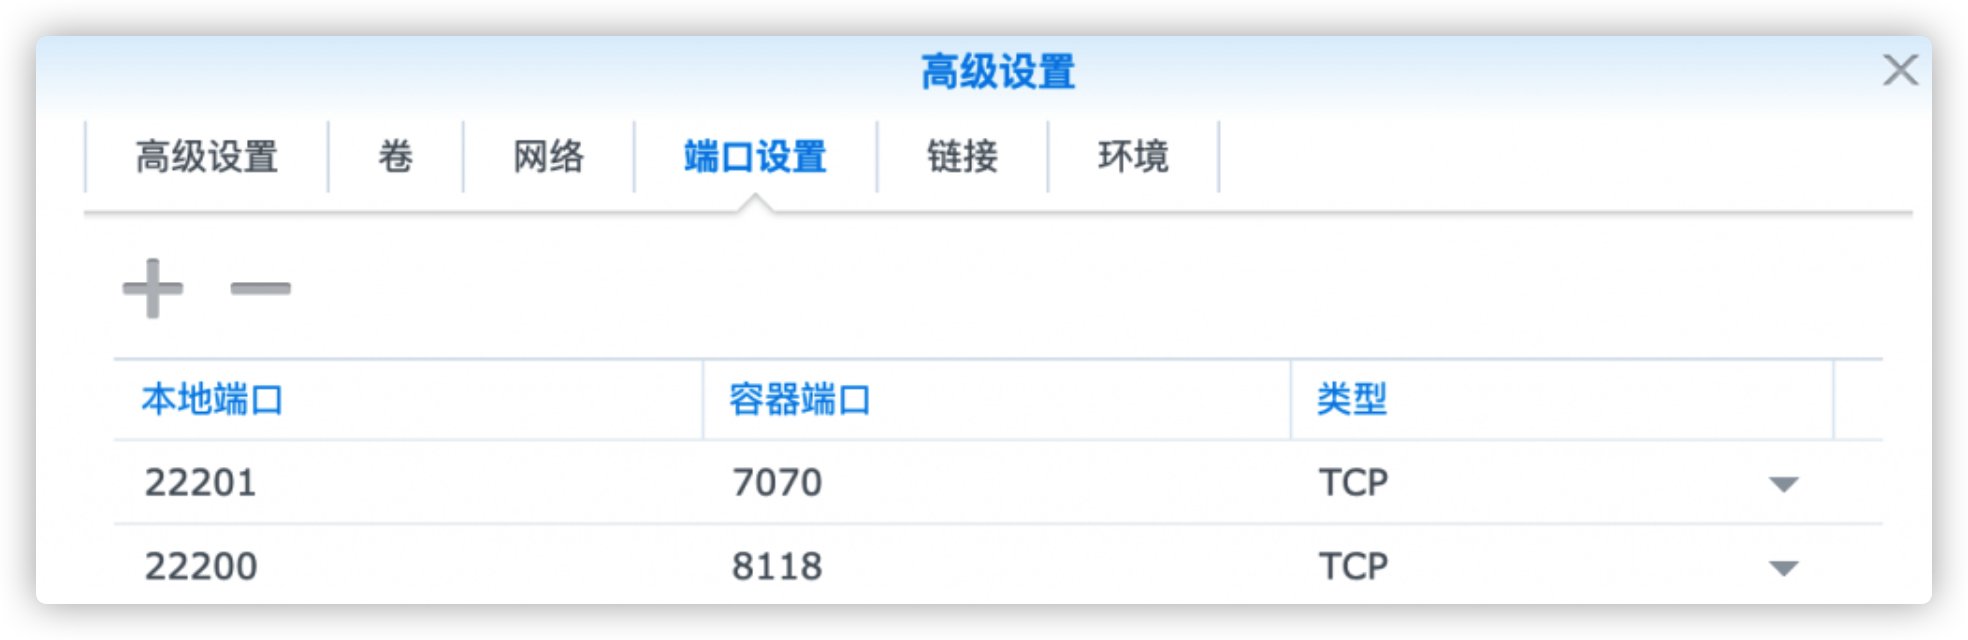 高级设置
高级设置 卷 网络 端口设置 链接 环境
本地端口 容器端口 类型
22201 7070 TCP
22200 8118 TCP